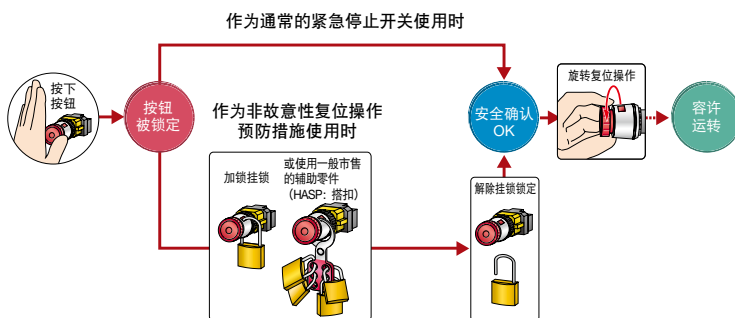 作为通常的紧急停止开关使用时
按下
按钮
按钮
被锁定
作为非故意性复位操作
预防措施使用时
加锁挂锁
或使用一般市售
的辅助零件
（HASP：搭扣）
解除挂锁锁定
安全确认
OK
旋转复位操作
容许
运转